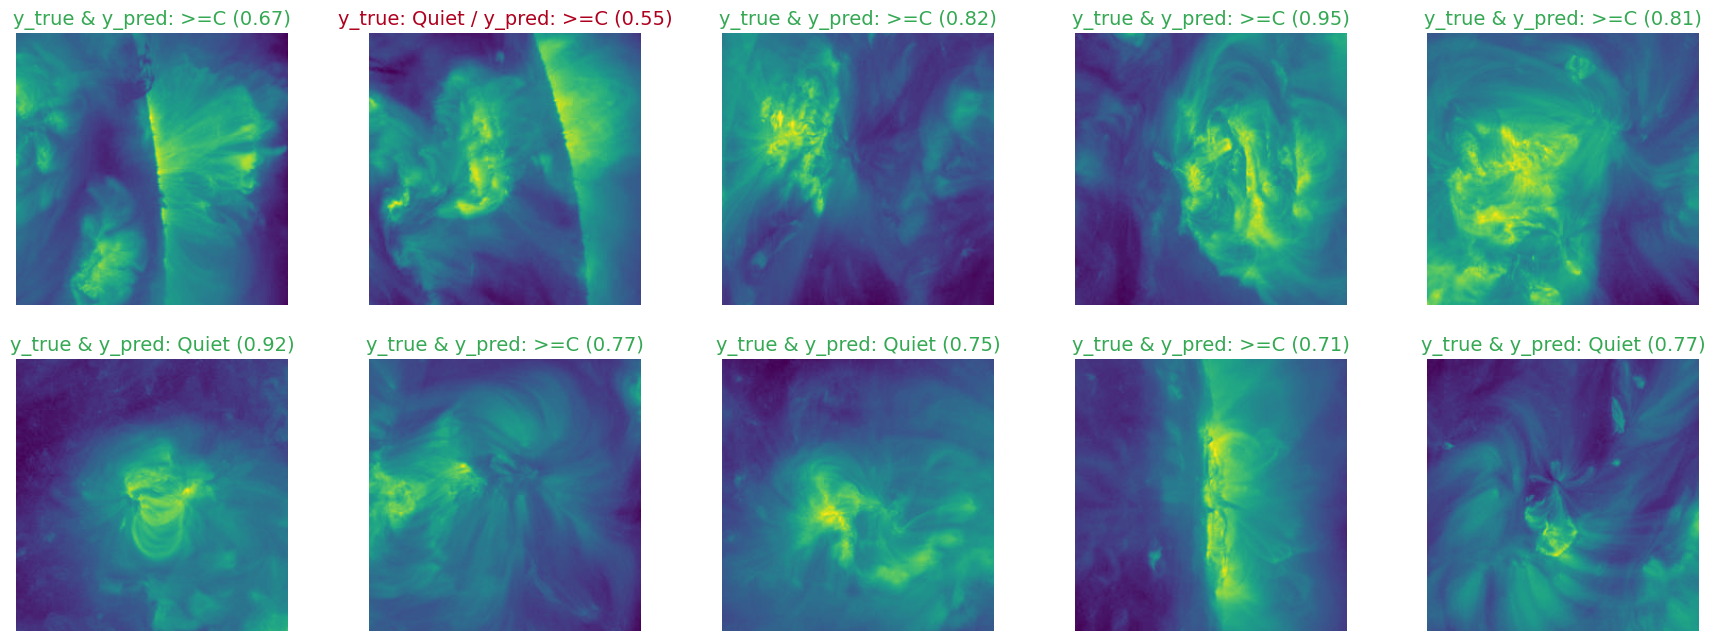 y_true & y_pred: >=C (0.67)
y_true: Quiet / y_pred: >=C (0.55)
y_true & y_pred: >=C (0.82)
y_true & y_pred: >=C (0.95)
y_true & y_pred: >=C (0.81)
y_true & y_pred: Quiet (0.92)
y_true & y_pred: >=C (0.77)
y_true & y_pred: Quiet (0.75)
y_true & y_pred: >=C (0.71)
y_true & y_pred: Quiet (0.77)